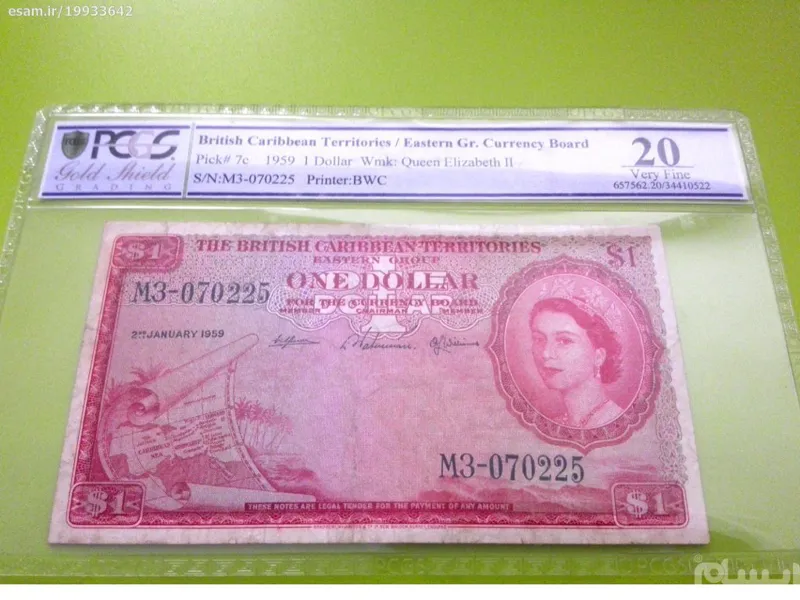 esam.ir/19933642
PCGS
Gold Shield
GRADING
British Caribbean Territories / Eastern Gr. Currency Board
Pick# 7c 1959 1 Dollar Wmk: Queen Elizabeth II
S/N:M3-070225 Printer:BWC
20
Very Fine
657562.20/34410522
$1
THE BRITISH CARIBBEAN TERRITORIES
EASTERN GROUP
$1
ONE DOLLAR
FOR THE CURRENCY BOARD
MEMBER CHAIRMAN MEMBER
M3-070225
2ND JANUARY 1959
CARIBBEAN
SEA
M3-070225
$1
THESE NOTES ARE LEGAL TENDER FOR THE PAYMENT OF ANY AMOUNT
$1
ایسام